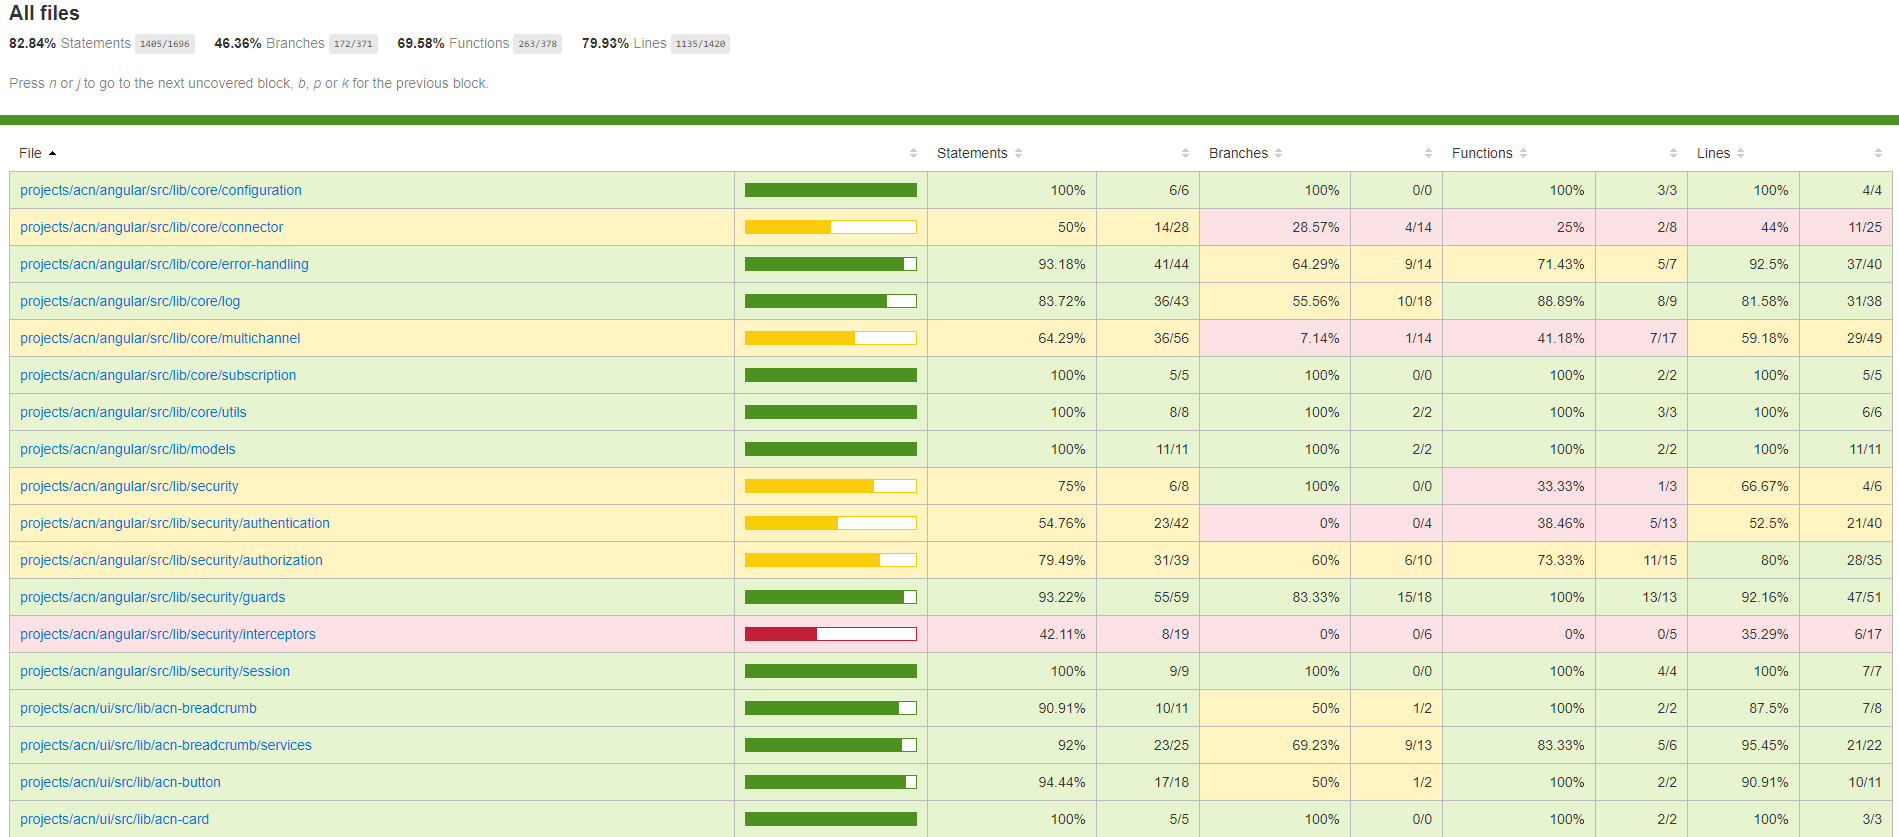 All files
82.84% Statements 1405/1696 46.36% Branches 172/371 69.58% Functions 263/378 79.93% Lines 1135/1420
Press n or j to go to the next uncovered block, b, p or k for the previous block.
File Statements Branches Functions Lines
projects/acn/angular/src/lib/core/configuration 100% 6/6 100% 0/0 100% 3/3 100% 4/4
projects/acn/angular/src/lib/core/connector 50% 14/28 28.57% 4/14 25% 2/8 44% 11/25
projects/acn/angular/src/lib/core/error-handling 93.18% 41/44 64.29% 9/14 71.43% 5/7 92.5% 37/40
projects/acn/angular/src/lib/core/log 83.72% 36/43 55.56% 10/18 88.89% 8/9 81.58% 31/38
projects/acn/angular/src/lib/core/multichannel 64.29% 36/56 7.14% 1/14 41.18% 7/17 59.18% 29/49
projects/acn/angular/src/lib/core/subscription 100% 5/5 100% 0/0 100% 2/2 100% 5/5
projects/acn/angular/src/lib/core/utils 100% 8/8 100% 2/2 100% 3/3 100% 6/6
projects/acn/angular/src/lib/models 100% 11/11 100% 2/2 100% 2/2 100% 11/11
projects/acn/angular/src/lib/security 75% 6/8 100% 0/0 33.33% 1/3 66.67% 4/6
projects/acn/angular/src/lib/security/authentication 54.76% 23/42 0% 0/4 38.46% 5/13 52.5% 21/40
projects/acn/angular/src/lib/security/authorization 79.49% 31/39 60% 6/10 73.33% 11/15 80% 28/35
projects/acn/angular/src/lib/security/guards 93.22% 55/59 83.33% 15/18 100% 13/13 92.16% 47/51
projects/acn/angular/src/lib/security/interceptors 42.11% 8/19 0% 0/6 0% 0/5 35.29% 6/17
projects/acn/angular/src/lib/security/session 100% 9/9 100% 0/0 100% 4/4 100% 7/7
projects/acn/ui/src/lib/acn-breadcrumb 90.91% 10/11 50% 1/2 100% 2/2 87.5% 7/8
projects/acn/ui/src/lib/acn-breadcrumb/services 92% 23/25 69.23% 9/13 83.33% 5/6 95.45% 21/22
projects/acn/ui/src/lib/acn-button 94.44% 17/18 50% 1/2 100% 2/2 90.91% 10/11
projects/acn/ui/src/lib/acn-card 100% 5/5 100% 0/0 100% 2/2 100% 3/3